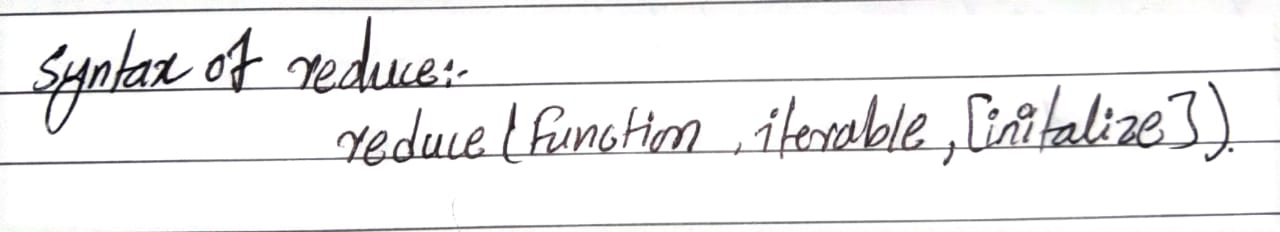 Syntax of reduce:-
reduce (function, iterable, [initalize]).